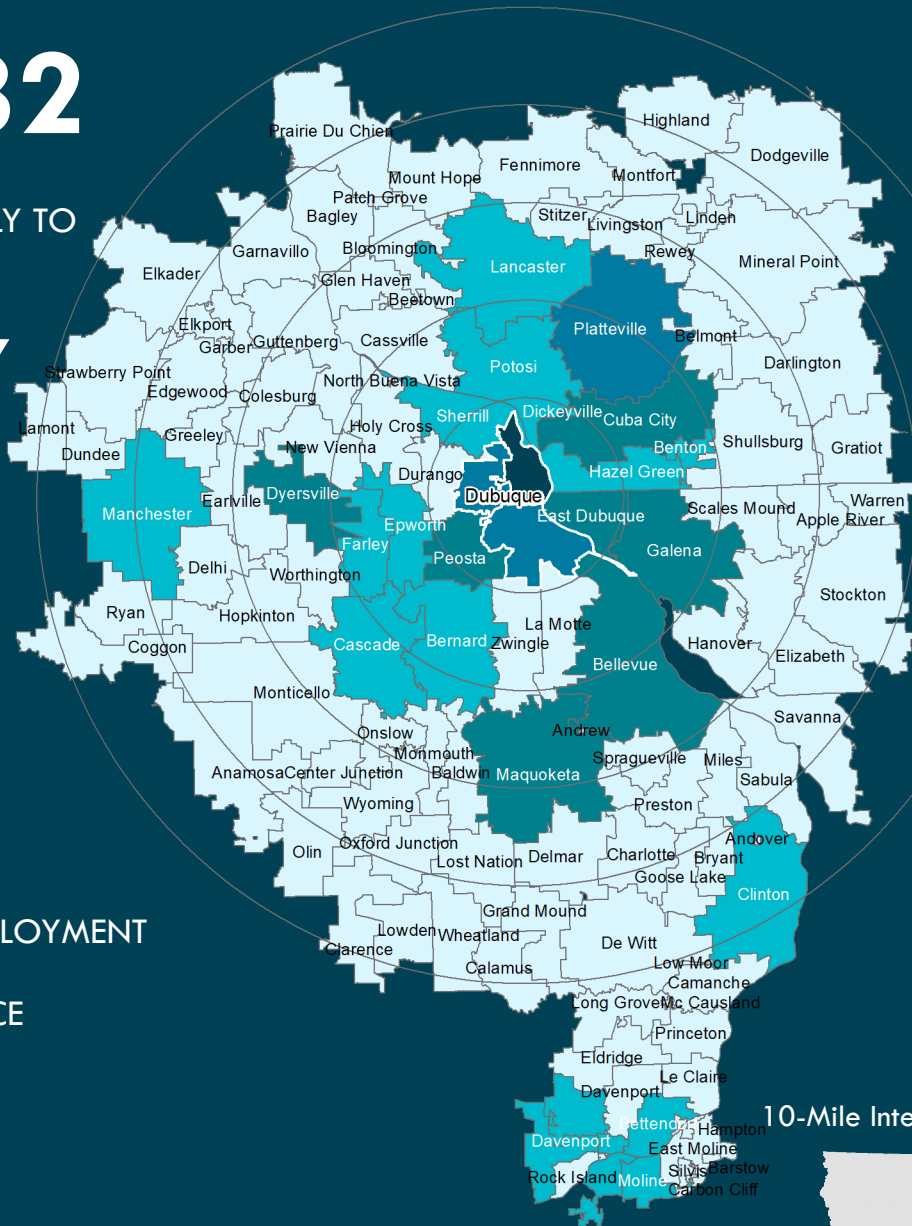 32
LY TO
Y
Prairie Du Chien
Highland
Dodgeville
Fennimore
Mount Hope
Montfort
Patch Grove
Bagley
Stitzer
Livingston
Linden
Garnavillo
Bloomington
Rewey
Mineral Point
Elkader
Lancaster
Glen Haven
Beetown
Elkport
Platteville
Garber
Guttenberg
Cassville
Belmont
Darlington
Strawberry Point
Potosi
Edgewood
Colesburg
North Buena Vista
Lamont
Sherrill
Dickeyville
Cuba City
Greeley
Holy Cross
Shullsburg
Gratiot
Dundee
New Vienna
Benton
Durango
Hazel Green
Dyersville
Dubuque
Earlville
Manchester
Scales Mound
Warren
East Dubuque
Apple River
Epworth
Farley
Peosta
Galena
Delhi
Worthington
Stockton
Ryan
Hopkinton
La Motte
Coggon
Cascade
Bernard
Zwingle
Hanover
Elizabeth
Bellevue
Monticello
Savanna
Onslow
Andrew
Monmouth
Spragueville
Miles
Anamosa
Center Junction
Baldwin
Maquoketa
Sabula
Wyoming
Preston
Andover
Olin
Oxford Junction
Lost Nation
Delmar
Charlotte
Bryant
Goose Lake
Clinton
Grand Mound
LOYMENT
Lowden
Wheatland
De Witt
Clarence
Calamus
Low Moor
Camanche
Long Grove
Mc Causland
CE
Princeton
Eldridge
Le Claire
Davenport
10-Mile Inte
Bettendorf
Hampton
Davenport
East Moline
Rock Island
Moline
Silvis
Barstow
Carbon Cliff